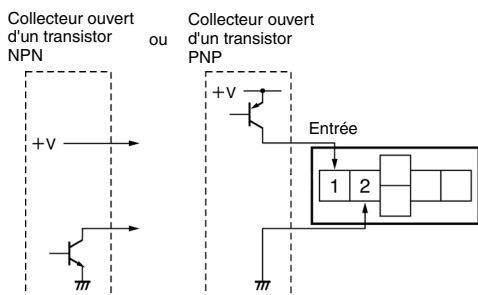 Collecteur ouvert
d'un transistor
NPN
ou
Collecteur ouvert
d'un transistor
PNP
+V
+V
Entrée
1 2